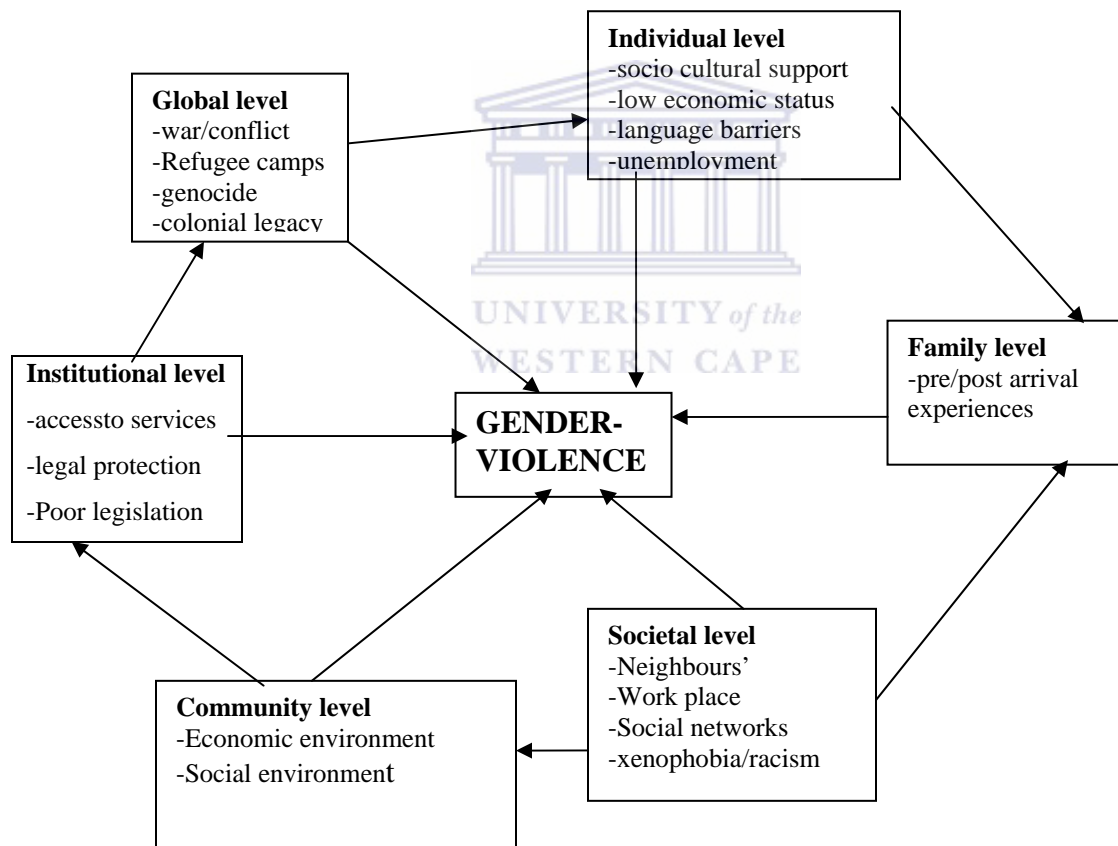 Individual level
-socio cultural support
-low economic status
-language barriers
-unemployment
Global level
-war/conflict
-Refugee camps
-genocide
-colonial legacy
UNIVERSITY of the
WESTERN CAPE
Family level
-pre/post arrival
experiences
Institutional level
-accessto services
-legal protection
-Poor legislation
GENDER-
VIOLENCE
Societal level
-Neighbours’
-Work place
-Social networks
-xenophobia/racism
Community level
-Economic environment
-Social environment